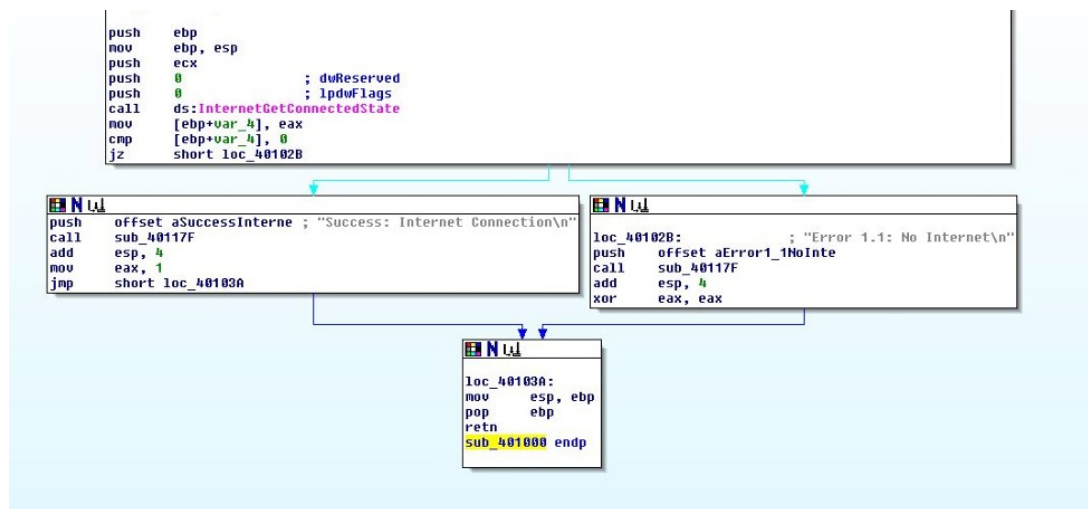 push ebp
mov ebp, esp
push ecx
push 0 ; dwReserved
push 0 ; lpdwFlags
call ds:InternetGetConnectedState
mov [ebp+var_4], eax
cmp [ebp+var_4], 0
jz short loc_40102B
push offset aSuccessInterne ; "Success: Internet Connection\n"
call sub_40117F
add esp, 4
mov eax, 1
jmp short loc_40103A
loc_40102B: ; "Error 1.1: No Internet\n"
push offset aError1_1NoInte
call sub_40117F
add esp, 4
xor eax, eax
loc_40103A:
mov esp, ebp
pop ebp
retn
sub_401000 endp